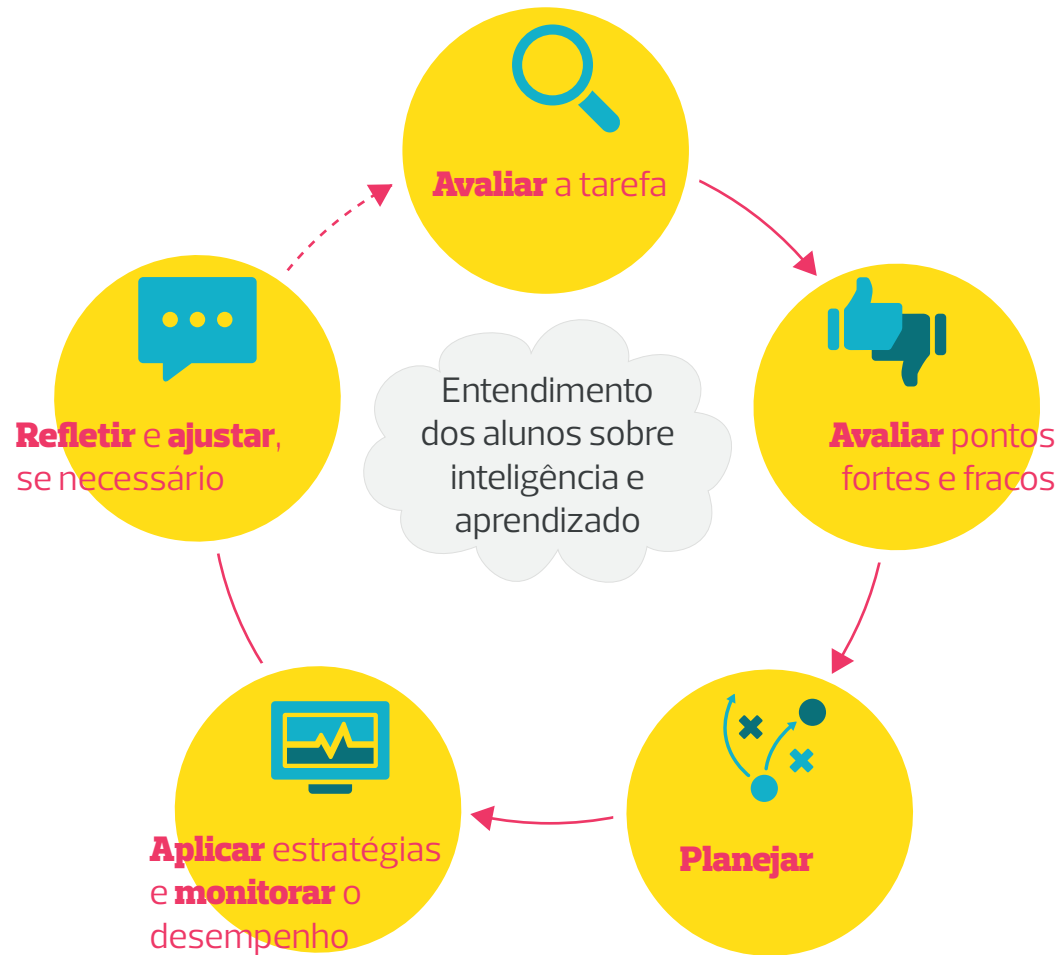 Avaliar a tarefa
Avaliar pontos
fortes e fracos
Planejar
Aplicar estratégias
e monitorar o
desempenho
Refletir e ajustar,
se necessário
Entendimento
dos alunos sobre
inteligência e
aprendizado